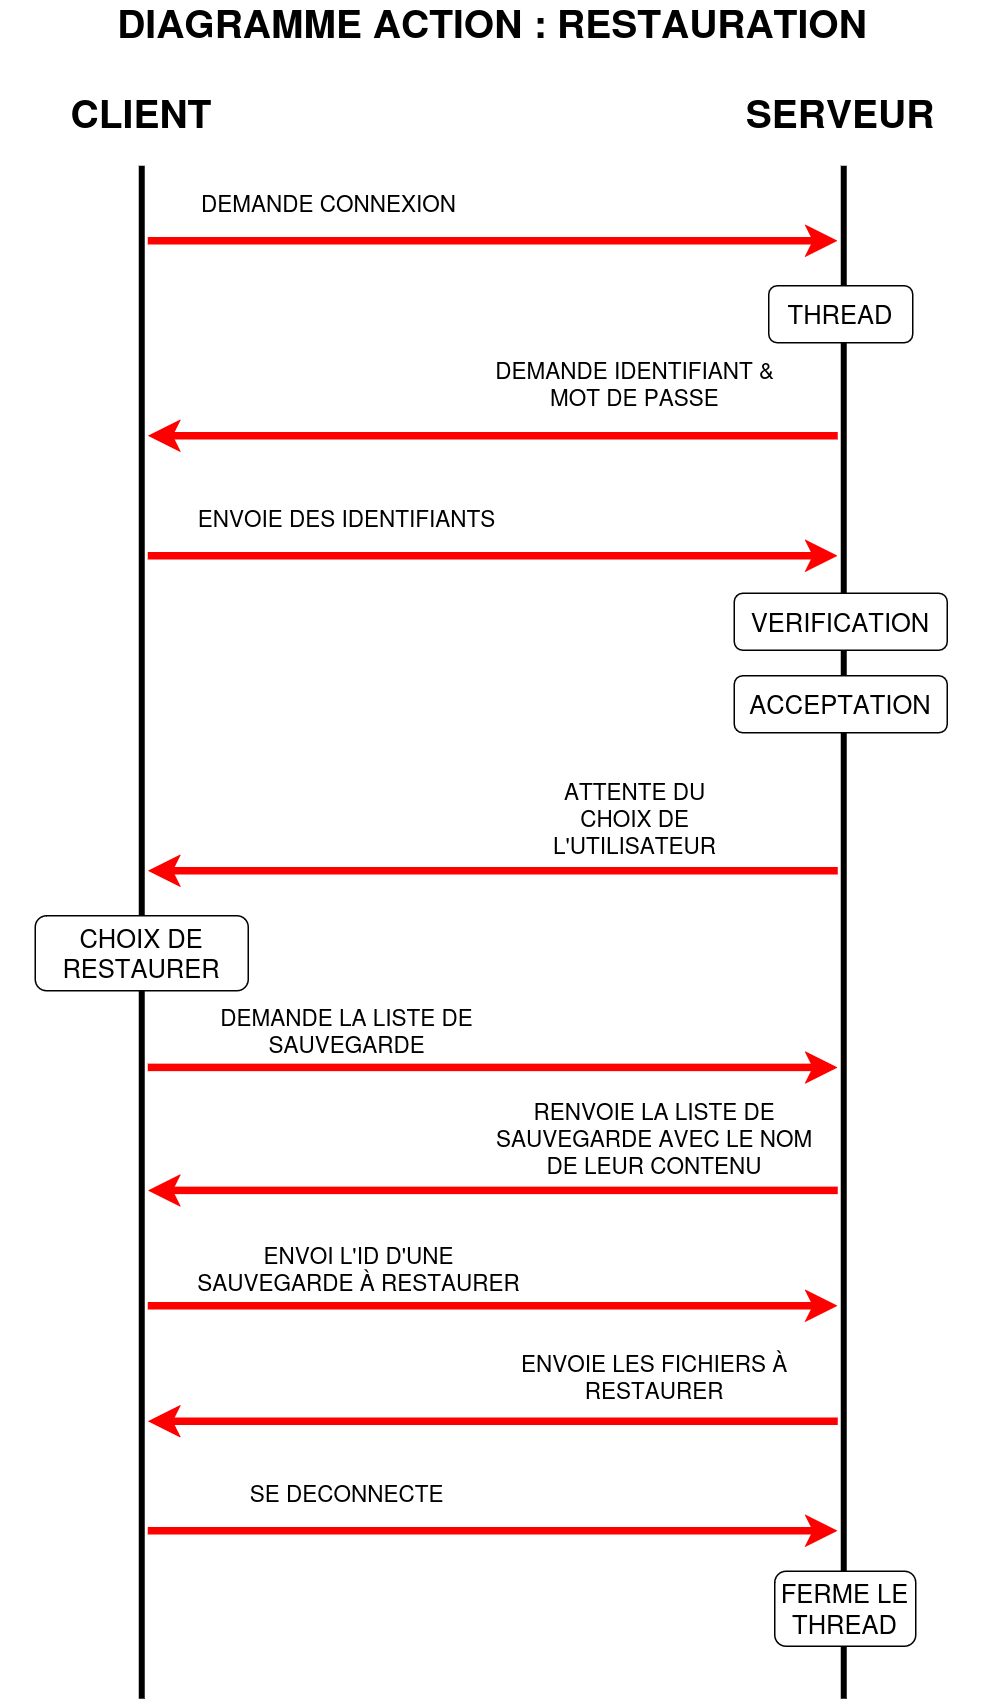 DIAGRAMME ACTION : RESTAURATION
CLIENT
SERVEUR
DEMANDE CONNEXION
THREAD
DEMANDE IDENTIFIANT &
MOT DE PASSE
ENVOIE DES IDENTIFIANTS
VERIFICATION
ACCEPTATION
ATTENTE DU
CHOIX DE
L'UTILISATEUR
CHOIX DE
RESTAURER
DEMANDE LA LISTE DE
SAUVEGARDE
RENVOIE LA LISTE DE
SAUVEGARDE AVEC LE NOM
DE LEUR CONTENU
ENVOI L'ID D'UNE
SAUVEGARDE À RESTAURER
ENVOIE LES FICHIERS À
RESTAURER
SE DECONNECTE
FERME LE
THREAD